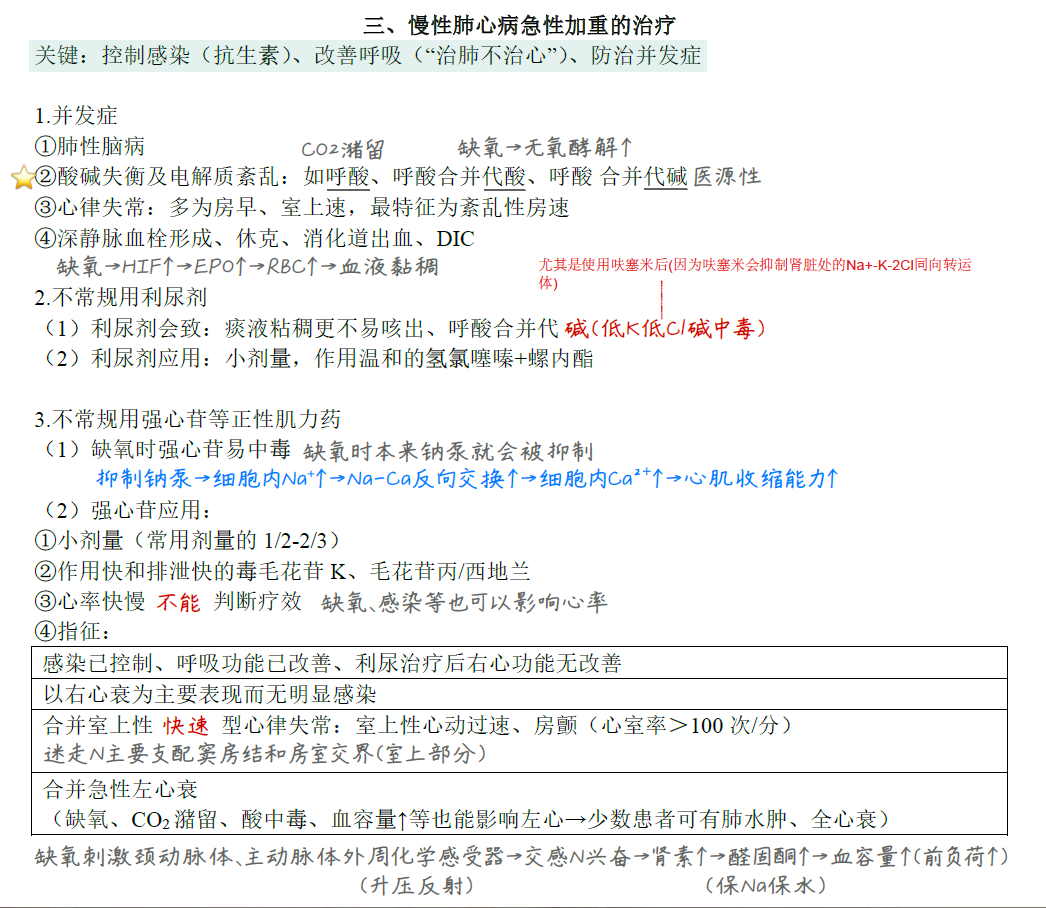 三、慢性肺心病急性加重的治疗
关键：控制感染（抗生素）、改善呼吸（“治肺不治心”）、防治并发症
1.并发症
①肺性脑病 CO2潴留 缺氧→无氧酵解↑
②酸碱失衡及电解质紊乱：如呼酸、呼酸合并代酸、呼酸 合并代碱 医源性
③心律失常：多为房早、室上速，最特征为紊乱性房速
④深静脉血栓形成、休克、消化道出血、DIC
缺氧→HIF↑→EPO↑→RBC↑→血液黏稠
尤其是使用呋塞米后(因为呋塞米会抑制肾脏处的Na+-K-2Cl同向转运
体)
2.不常规用利尿剂
（1）利尿剂会致：痰液粘稠更不易咳出、呼酸合并代 碱(低K低Cl碱中毒)
（2）利尿剂应用：小剂量，作用温和的氢氯噻嗪+螺内酯
3.不常规用强心苷等正性肌力药
（1）缺氧时强心苷易中毒 缺氧时本来钠泵就会被抑制
抑制钠泵→细胞内Na⁺↑→Na-Ca反向交换↑→细胞内Ca²⁺↑→心肌收缩能力↑
（2）强心苷应用：
①小剂量（常用剂量的 1/2-2/3）
②作用快和排泄快的毒毛花苷 K、毛花苷丙/西地兰
③心率快慢 不能 判断疗效 缺氧、感染等也可以影响心率
④指征：
感染已控制、呼吸功能已改善、利尿治疗后右心功能无改善
以右心衰为主要表现而无明显感染
合并室上性 快速 型心律失常：室上性心动过速、房颤（心室率＞100 次/分）
迷走N主要支配窦房结和房室交界(室上部分)
合并急性左心衰
（缺氧、CO₂ 潴留、酸中毒、血容量↑等也能影响左心→少数患者可有肺水肿、全心衰）
缺氧刺激颈动脉体、主动脉体外周化学感受器→交感N兴奋→肾素↑→醛固酮↑→血容量↑(前负荷↑)
(升压反射) (保Na保水)